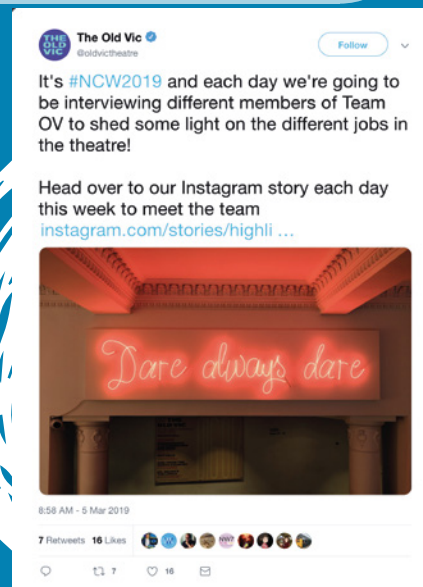 THE
OLD
VIC
The Old Vic
@oldvictheatre
Follow
It's #NCW2019 and each day we're going to
be interviewing different members of Team
OV to shed some light on the different jobs in
the theatre!
Head over to our Instagram story each day
this week to meet the team
instagram.com/stories/highli ...
Dare always dare
8:58 AM - 5 Mar 2019
7 Retweets 16 Likes
7 16